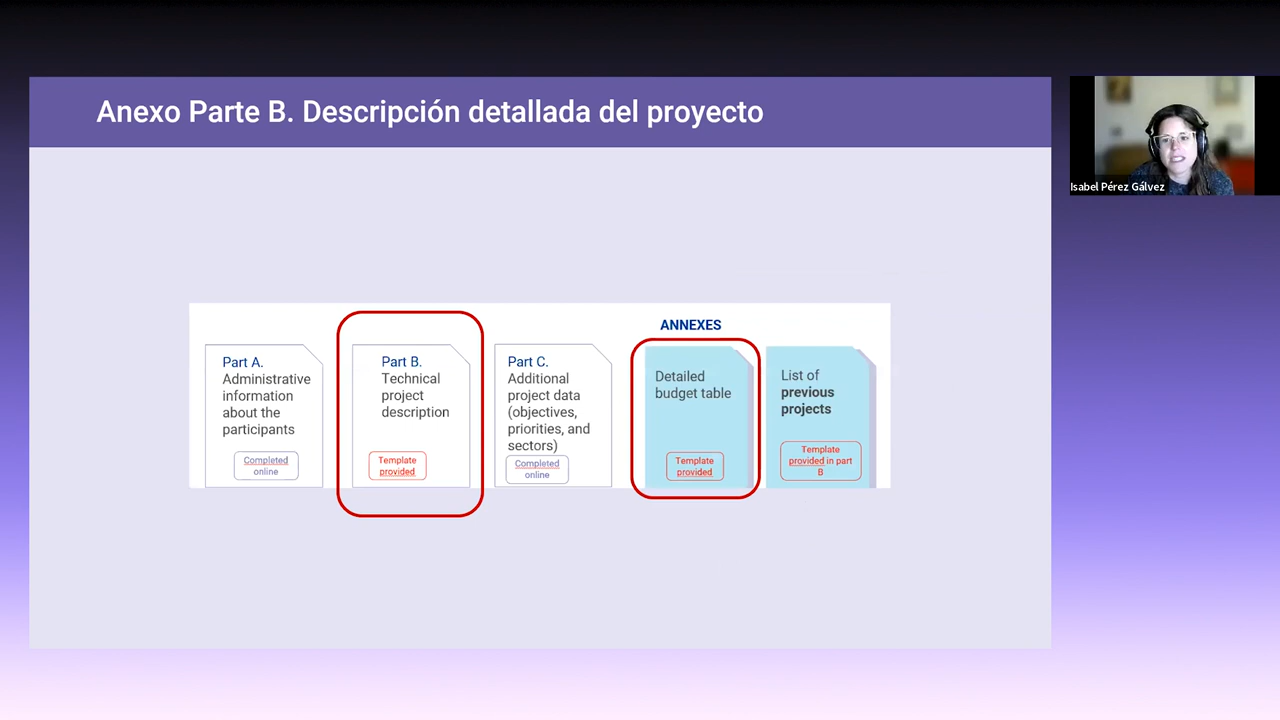 Anexo Parte B. Descripción detallada del proyecto
Isabel Pérez Gálvez
Part A.
Administrative
information
about the
participants
Completed
online
Part B.
Technical
project
description
Template
provided
Part C.
Additional
project data
(objectives,
priorities, and
sectors)
Completed
online
ANNEXES
Detailed
budget table
Template
provided
List of
previous
projects
Template
provided in part
B